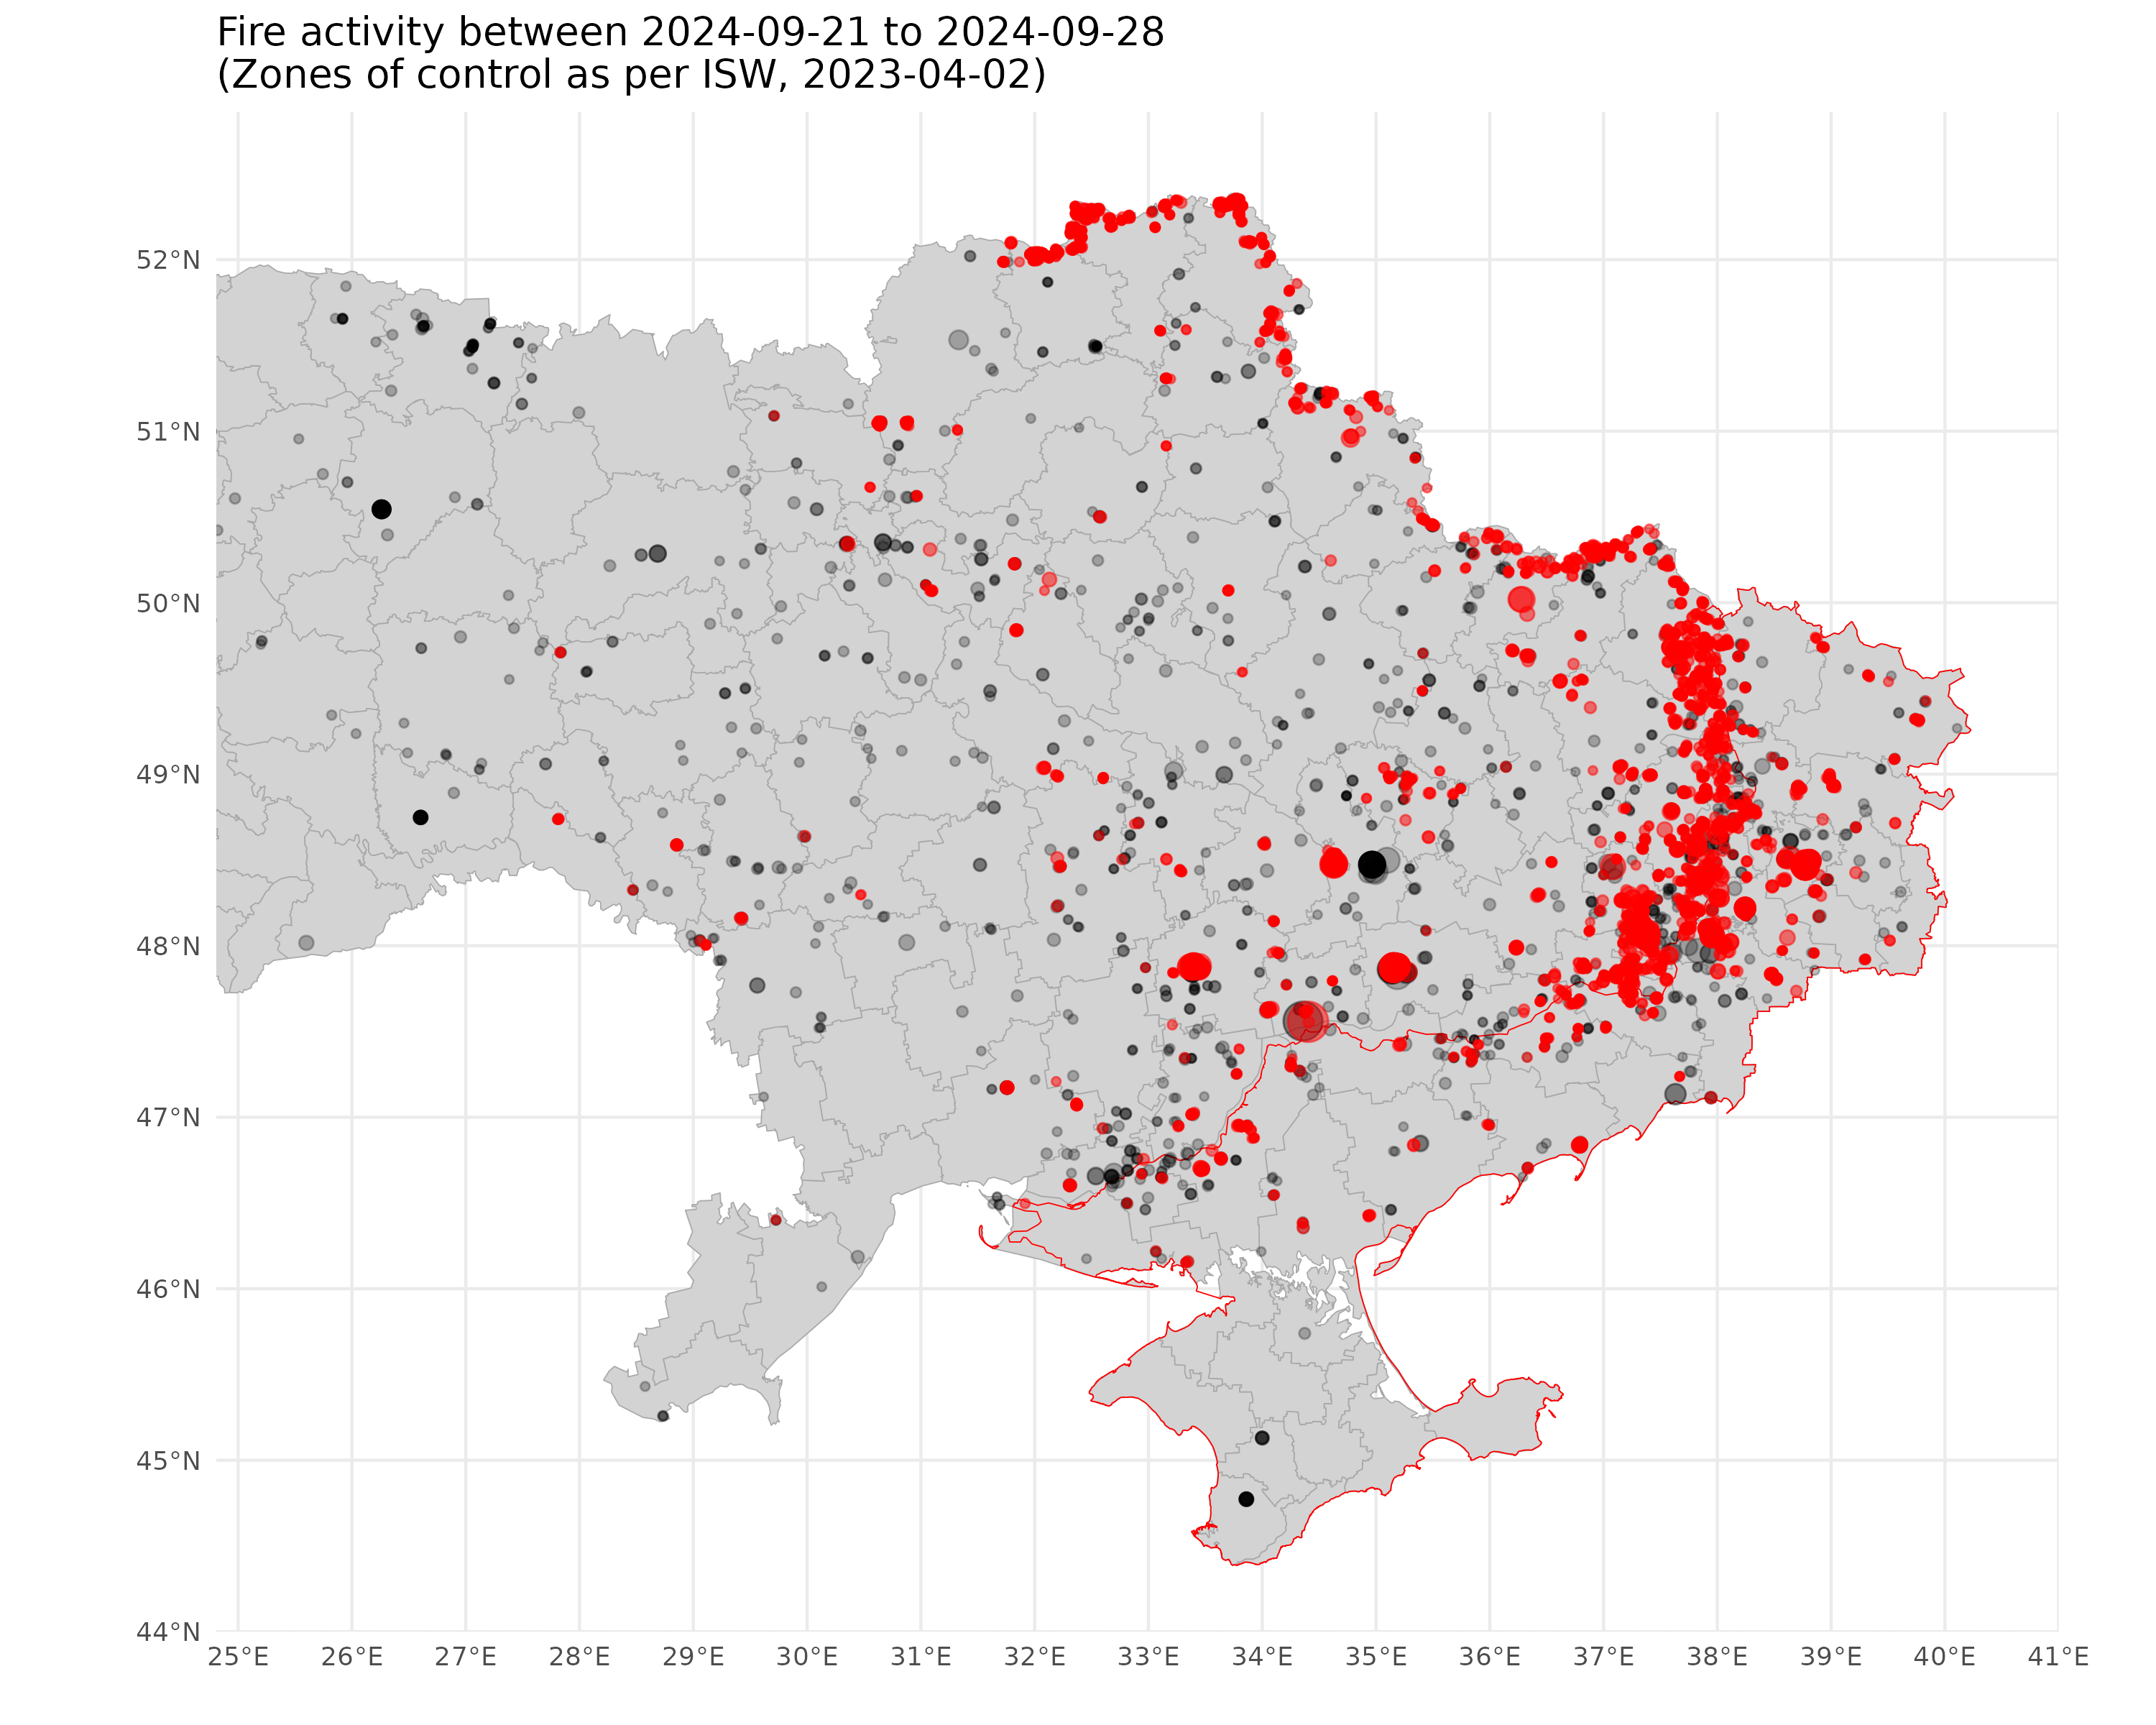 Fire activity between 2024-09-21 to 2024-09-28
(Zones of control as per ISW, 2023-04-02)
52°N
51°N
50°N
49°N
48°N
47°N
46°N
45°N
44°N
25°E 26°E 27°E 28°E 29°E 30°E 31°E 32°E 33°E 34°E 35°E 36°E 37°E 38°E 39°E 40°E 41°E